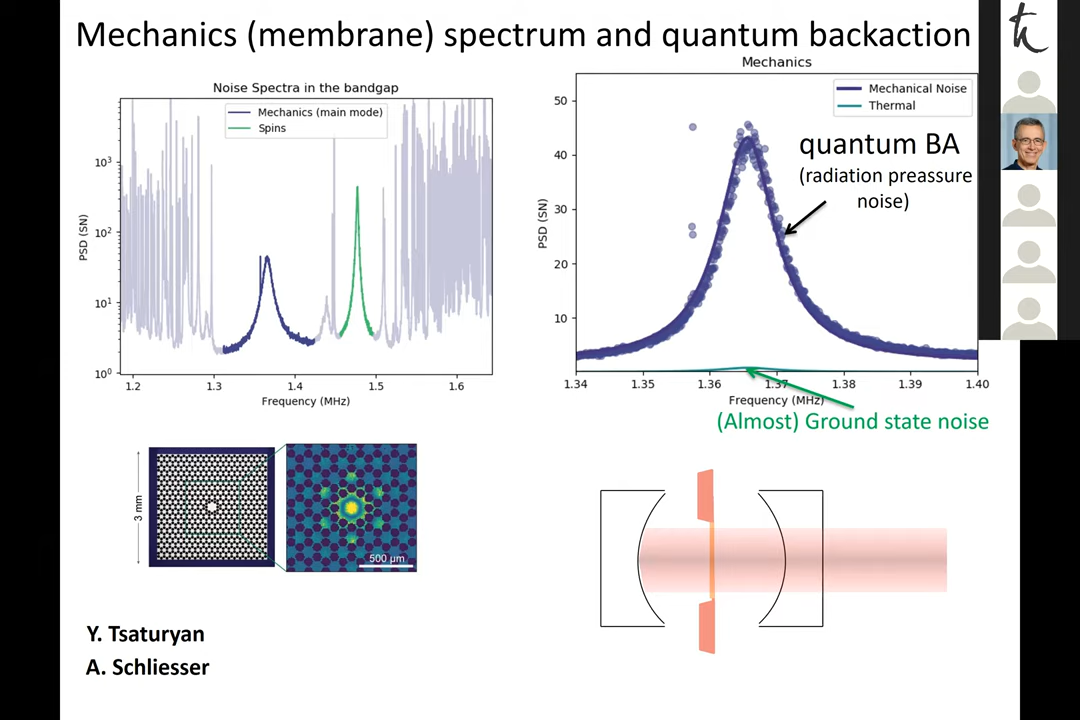 Mechanics (membrane) spectrum and quantum backaction
Noise Spectra in the bandgap
Mechanics (main mode)
Spins
PSD (SN)
10³
10²
10¹
10⁰
1.2 1.3 1.4 1.5 1.6
Frequency (MHz)
Mechanics
Mechanical Noise
Thermal
PSD (SN)
50
40
30
20
10
quantum BA
(radiation preassure
noise)
1.34 1.35 1.36 1.37 1.38 1.39 1.40
Frequency (MHz)
(Almost) Ground state noise
3 mm
500 µm
Y. Tsaturyan
A. Schliesser